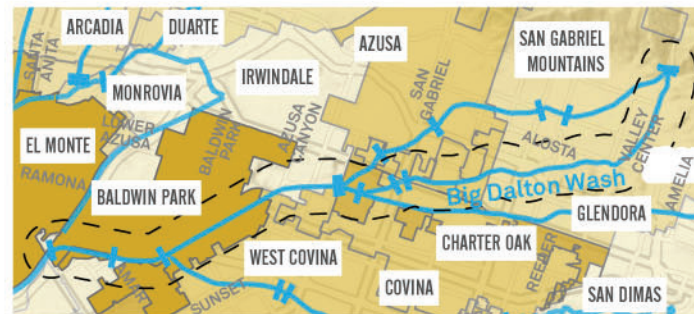 ARCADIA
DUARTE
SANTA
ANITA
MONROVIA
IRWINDALE
AZUSA
SAN GABRIEL
MOUNTAINS
SAN
GABRIEL
LOWER
AZUSA
EL MONTE
RAMONA
BALDWIN
PARK
AZUSA
CANYON
ALOSTA
VALLEY
CENTER
BALDWIN PARK
Big Dalton Wash
AMELIA
GLENDORA
CHARTER OAK
WEST COVINA
COVINA
SUNSET
SAN DIMAS